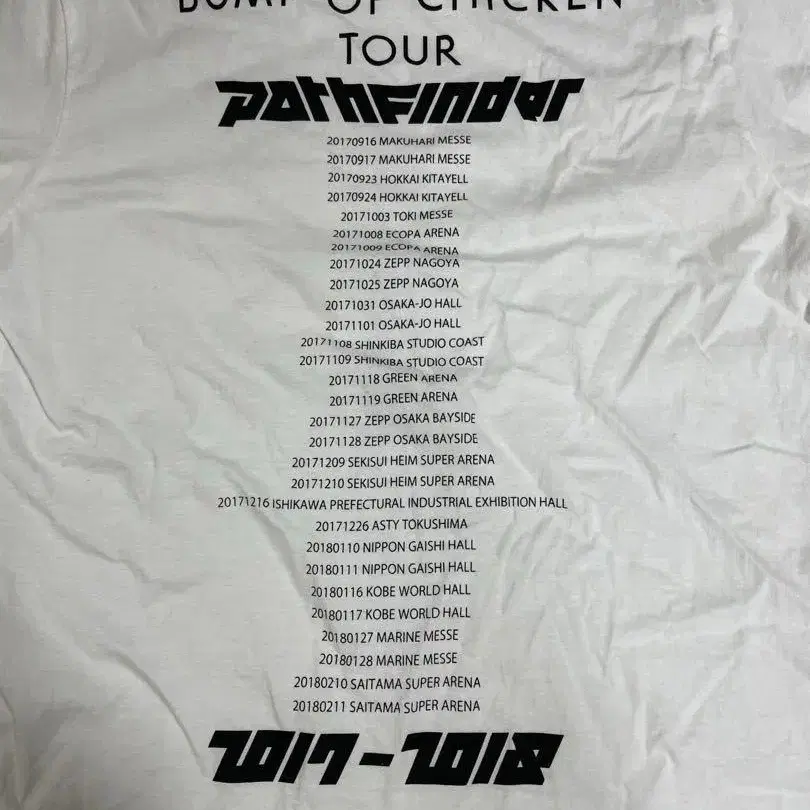 BUMP OF CHICKEN
TOUR
pathfinder
20170916 MAKUHARI MESSE
20170917 MAKUHARI MESSE
20170923 HOKKAI KITAYELL
20170924 HOKKAI KITAYELL
20171003 TOKI MESSE
20171008 ECOPA ARENA
20171009 ECOPA ARENA
20171024 ZEPP NAGOYA
20171025 ZEPP NAGOYA
20171031 OSAKA-JO HALL
20171101 OSAKA-JO HALL
20171108 SHINKIBA STUDIO COAST
20171109 SHINKIBA STUDIO COAST
20171118 GREEN ARENA
20171119 GREEN ARENA
20171127 ZEPP OSAKA BAYSIDE
20171128 ZEPP OSAKA BAYSIDE
20171209 SEKISUI HEIM SUPER ARENA
20171210 SEKISUI HEIM SUPER ARENA
20171216 ISHIKAWA PREFECTURAL INDUSTRIAL EXHIBITION HALL
20171226 ASTY TOKUSHIMA
20180110 NIPPON GAISHI HALL
20180111 NIPPON GAISHI HALL
20180116 KOBE WORLD HALL
20180117 KOBE WORLD HALL
20180127 MARINE MESSE
20180128 MARINE MESSE
20180210 SAITAMA SUPER ARENA
20180211 SAITAMA SUPER ARENA
2017-2018